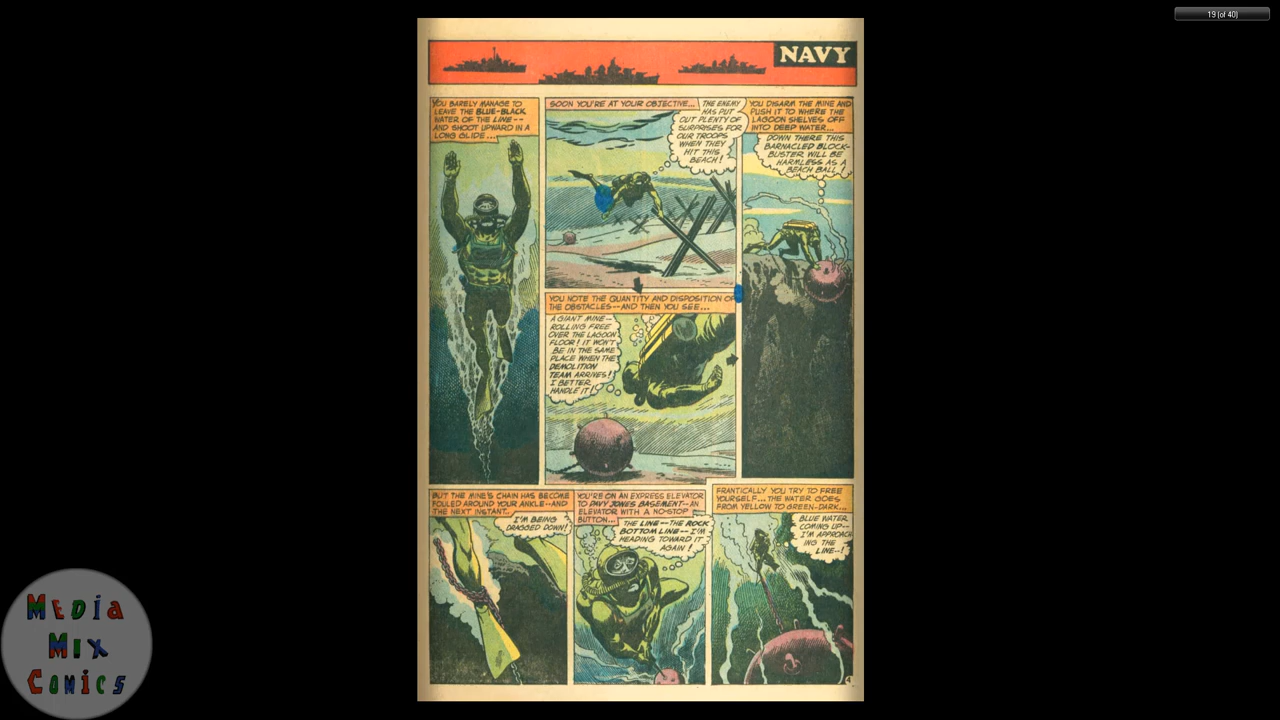 19 (of 40)
NAVY
YOU BARELY MANAGE TO
LEAVE THE BLUE-BLACK
WATER OF THE LINE--
AND SHOOT UPWARD IN A
LONG GLIDE...
SOON YOU'RE AT YOUR OBJECTIVE...
THE ENEMY
HAS PUT
OUT PLENTY OF
SURPRISES FOR
OUR TROOPS
WHEN THEY
HIT THIS
BEACH!
YOU NOTE THE QUANTITY AND DISPOSITION OF
THE OBSTACLES--AND THEN YOU SEE...
A GIANT MINE--
ROLLING FREE
OVER THE LAGOON
FLOOR! IT WON'T
BE IN THE SAME
PLACE WHEN THE
DEMOLITION
TEAM ARRIVES!
I BETTER
HANDLE IT!
YOU DISARM THE MINE AND
PUSH IT TO WHERE THE
LAGOON SHELVES OFF
INTO DEEP WATER...
DOWN THERE THIS
BARNACLED BLOCK-
BUSTER WILL BE
HARMLESS AS A
BEACH BALL!
BUT THE MINE'S CHAIN HAS BECOME
FOULED AROUND YOUR ANKLE--AND
THE NEXT INSTANT..
I'M BEING
DRAGGED DOWN!
YOU'RE ON AN EXPRESS ELEVATOR
TO DAVY JONES BASEMENT--AN
ELEVATOR WITH A NO-STOP
BUTTON...
THE LINE--THE ROCK
BOTTOM LINE--I'M
HEADING TOWARD IT
AGAIN!
FRANTICALLY YOU TRY TO FREE
YOURSELF...THE WATER GOES
FROM YELLOW TO GREEN-DARK...
BLUE WATER
COMING UP--
I'M APPROACH
ING THE
LINE--!
4
MEDIA
MIX
COMICS